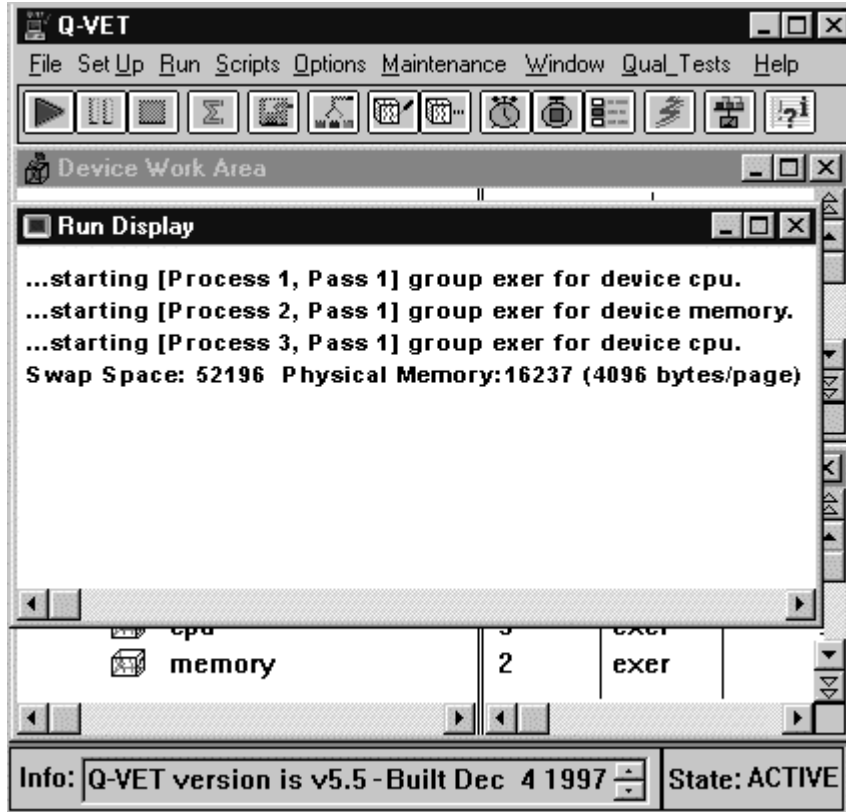 Q-VET
File Set Up Run Scripts Options Maintenance Window Qual_Tests Help
Device Work Area
Run Display
...starting [Process 1, Pass 1] group exer for device cpu.
...starting [Process 2, Pass 1] group exer for device memory.
...starting [Process 3, Pass 1] group exer for device cpu.
Swap Space: 52196 Physical Memory:16237 (4096 bytes/page)
cpu 3 exer
memory 2 exer
Info: Q-VET version is v5.5 -Built Dec 4 1997 State: ACTIVE